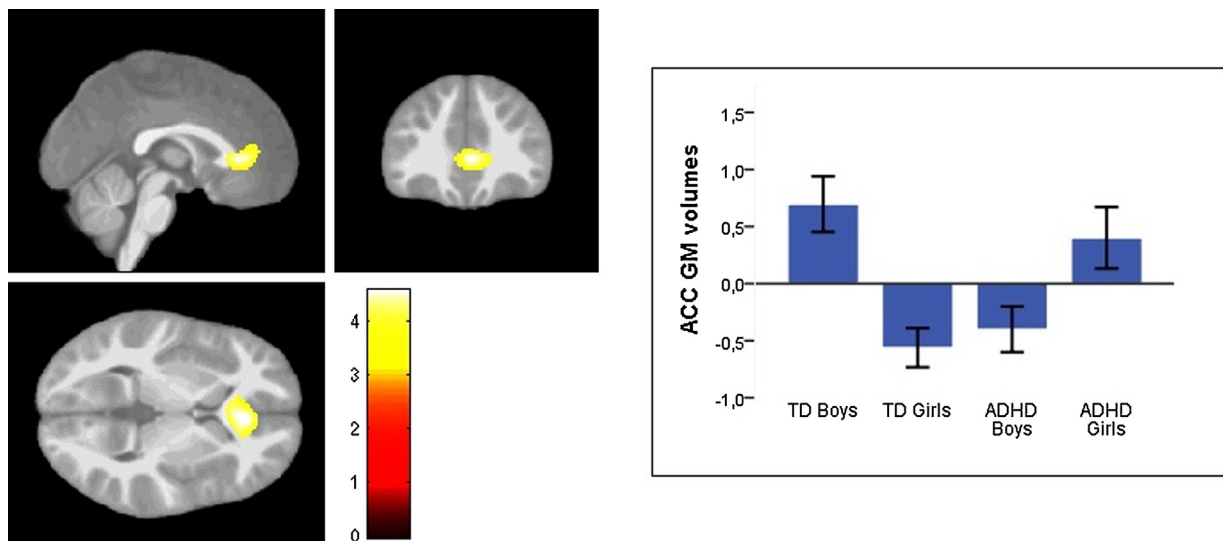 4
3
2
1
0
ACC GM volumes
1,5
1,0
0,5
0,0
-0,5
-1,0
TD Boys
TD Girls
ADHD
Boys
ADHD
Girls